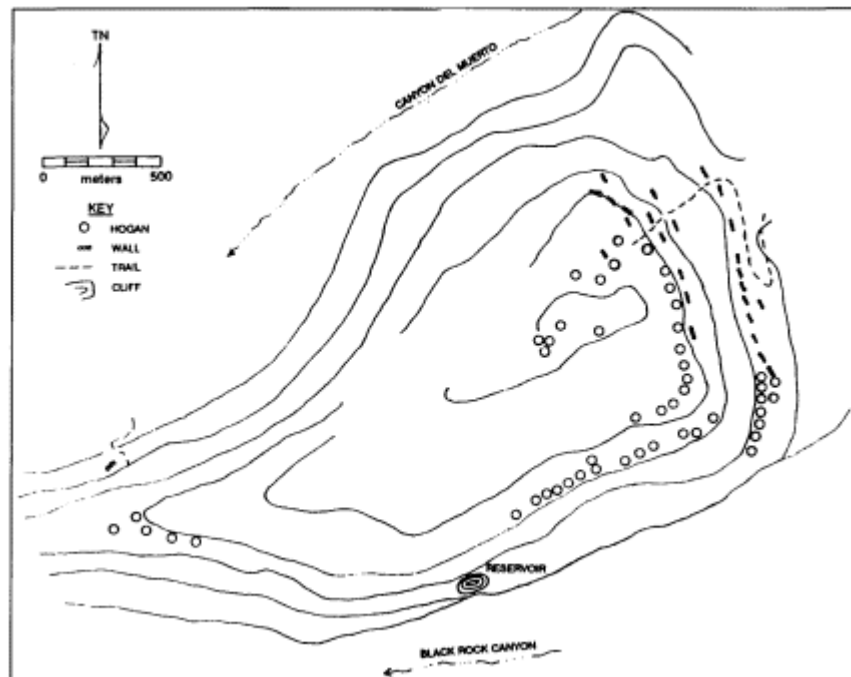 TN
CANYON DEL MUERTO
0 500
meters
KEY
HOGAN
WALL
TRAIL
CLIFF
RESERVOIR
BLACK ROCK CANYON